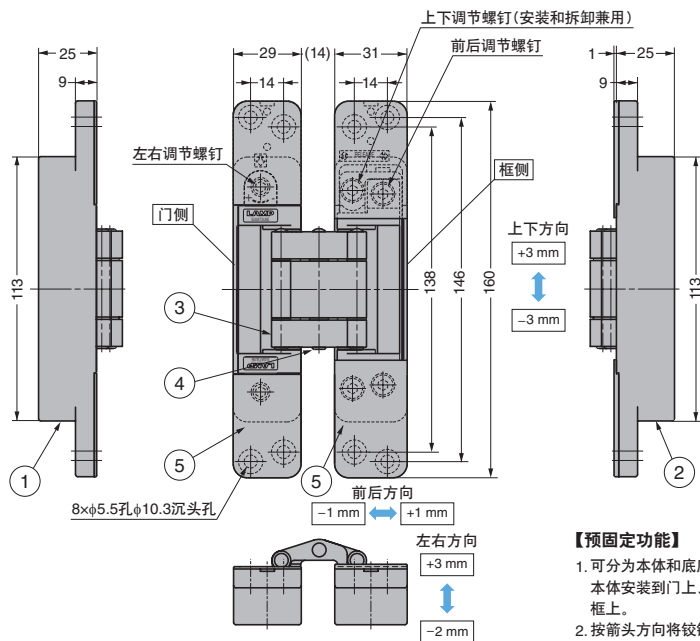 上下调节螺钉(安装和拆卸兼用)
前后调节螺钉
25
9
29
(14)
31
14
14
1
25
9
左右调节螺钉
门侧
框侧
LAMP
上下方向
+3 mm
−3 mm
113
138
146
160
113
③
④
LAMP
①
⑤
⑤
②
8×φ5.5孔φ10.3沉头孔
前后方向
−1 mm
+1 mm
左右方向
+3 mm
−2 mm
【预固定功能】
1. 可分为本体和底
本体安装到门上、
框上。
2. 按箭头方向将铰